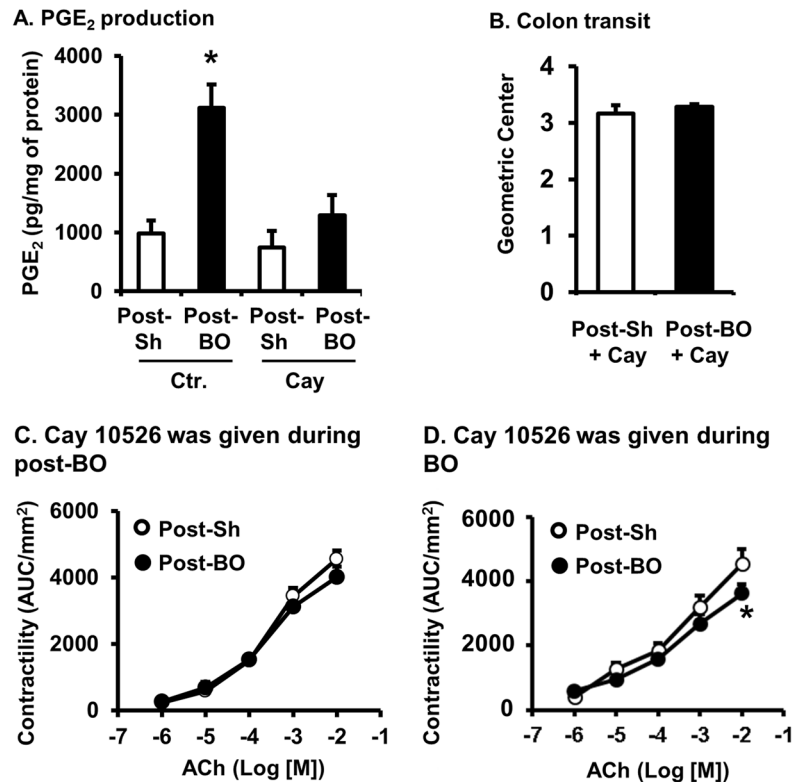 A. PGE₂ production
PGE₂ (pg/mg of protein)
4000
3000
2000
1000
0
*
Post-Sh
Post-BO
Post-Sh
Post-BO
Ctr.
Cay
B. Colon transit
Geometric Center
4
3
2
1
0
Post-Sh + Cay
Post-BO + Cay
C. Cay 10526 was given during
post-BO
Contractility (AUC/mm²)
6000
4000
2000
0
Post-Sh
Post-BO
-7 -6 -5 -4 -3 -2 -1
ACh (Log [M])
D. Cay 10526 was given during
BO
Contractility (AUC/mm²)
6000
4000
2000
0
Post-Sh
Post-BO
*
-7 -6 -5 -4 -3 -2 -1
ACh (Log [M])